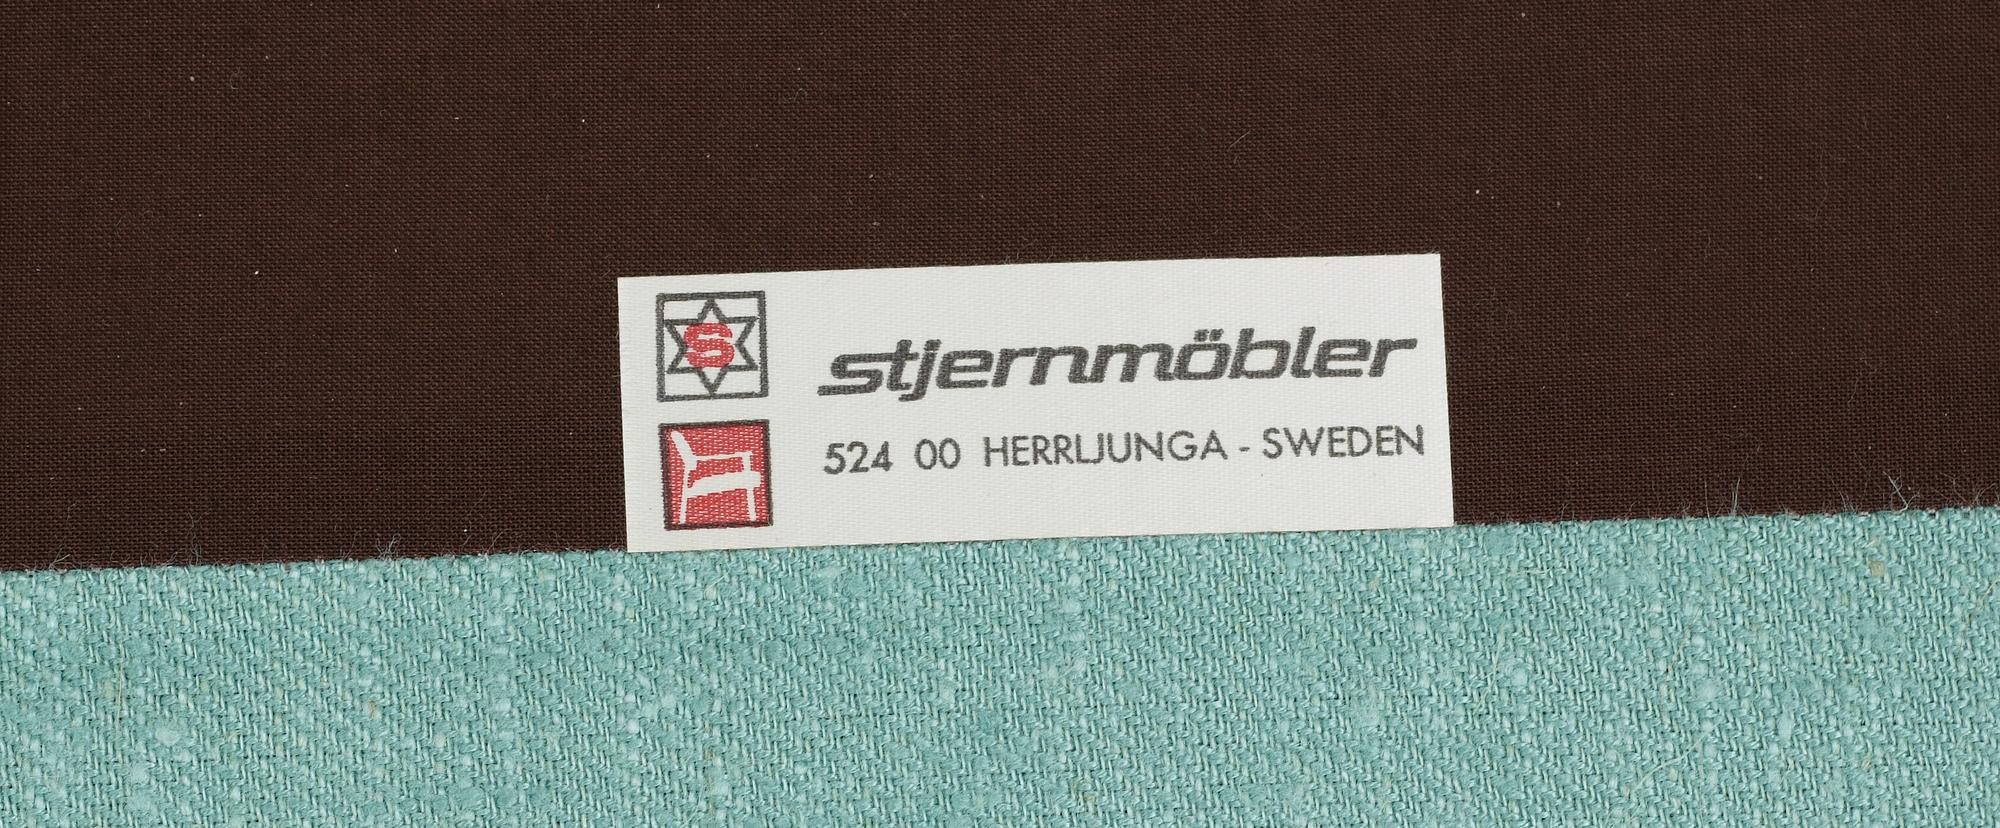 S
stjernmöbler
524 00 HERRLJUNGA - SWEDEN